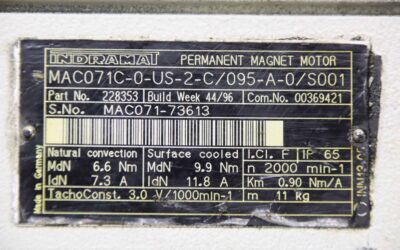 INDRAMAT PERMANENT MAGNET MOTOR
MAC071C-0-US-2-C/095-A-0/S001
Part No. 228353 Build Week 44/96 Com.No. 00369421
S.No. MAC071-73613
Natural convection Surface cooled I.Cl. F IP 65
MdN 6.6 Nm MdN 9.9 Nm n 2000 min-1
IdN 7.3 A IdN 11.8 A Km 0.90 Nm/A
TachoConst. 3.0 V/1000min-1 m 11 kg
Made in Germany